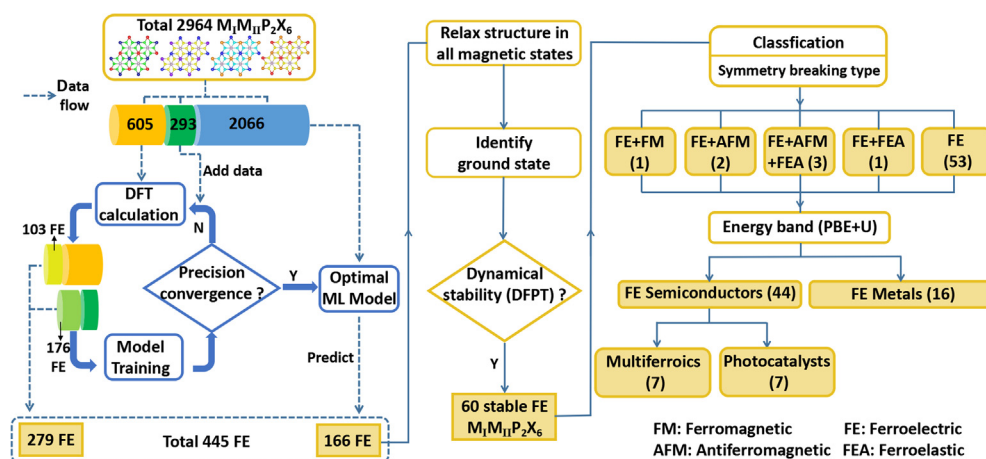 Total 2964 MIMIIP2X6
Data
flow
605
293
2066
Add data
DFT
calculation
N
103 FE
Precision
convergence ?
Y
Optimal
ML Model
176
FE
Model
Training
Predict
279 FE
Total 445 FE
166 FE
Relax structure in
all magnetic states
Identify
ground state
Dynamical
stability (DFPT) ?
Y
60 stable FE
MIMIIP2X6
Classfication
Symmetry breaking type
FE+FM
(1)
FE+AFM
(2)
FE+AFM
+FEA (3)
FE+FEA
(1)
FE
(53)
Energy band (PBE+U)
FE Semiconductors (44)
FE Metals (16)
Multiferroics
(7)
Photocatalysts
(7)
FM: Ferromagnetic FE: Ferroelectric
AFM: Antiferromagnetic FEA: Ferroelastic